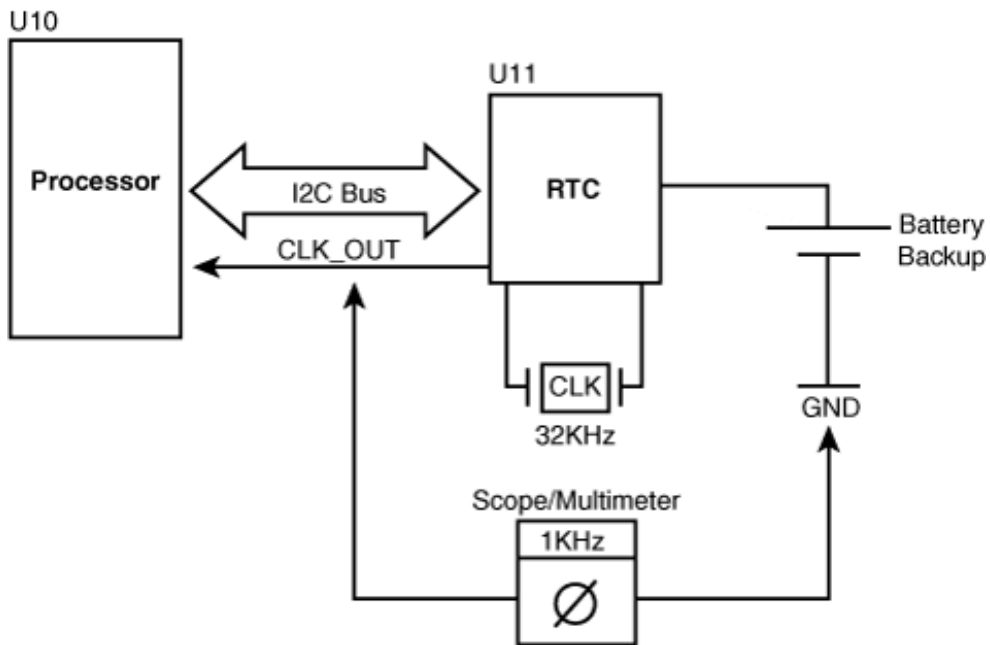 U10
Processor
I2C Bus
CLK_OUT
U11
RTC
Battery
Backup
CLK
32KHz
GND
Scope/Multimeter
1KHz